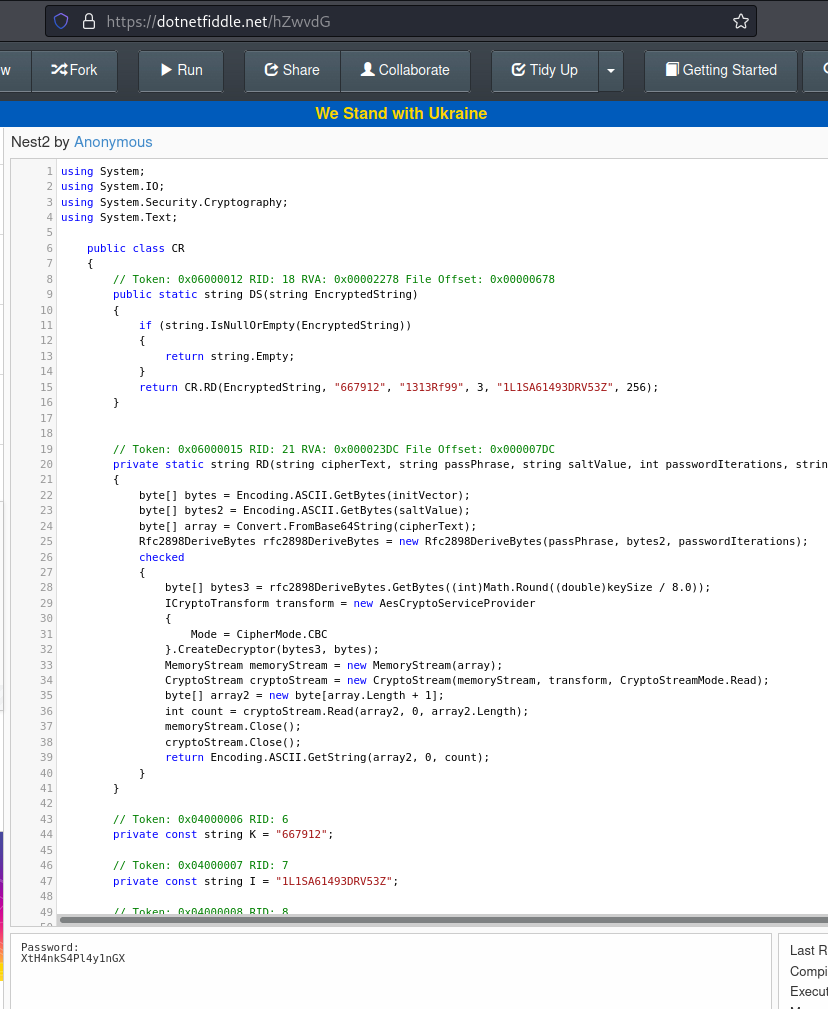 https://dotnetfiddle.net/hZwvdG
w Fork Run Share Collaborate Tidy Up Getting Started
We Stand with Ukraine
Nest2 by Anonymous
1 using System;
2 using System.IO;
3 using System.Security.Cryptography;
4 using System.Text;
5
6 public class CR
7 {
8 // Token: 0x06000012 RID: 18 RVA: 0x00002278 File Offset: 0x00000678
9 public static string DS(string EncryptedString)
10 {
11 if (string.IsNullOrEmpty(EncryptedString))
12 {
13 return string.Empty;
14 }
15 return CR.RD(EncryptedString, "667912", "1313Rf99", 3, "1L1SA61493DRV53Z", 256);
16 }
17
18
19 // Token: 0x06000015 RID: 21 RVA: 0x000023DC File Offset: 0x000007DC
20 private static string RD(string cipherText, string passPhrase, string saltValue, int passwordIterations, strin
21 {
22 byte[] bytes = Encoding.ASCII.GetBytes(initVector);
23 byte[] bytes2 = Encoding.ASCII.GetBytes(saltValue);
24 byte[] array = Convert.FromBase64String(cipherText);
25 Rfc2898DeriveBytes rfc2898DeriveBytes = new Rfc2898DeriveBytes(passPhrase, bytes2, passwordIterations);
26 checked
27 {
28 byte[] bytes3 = rfc2898DeriveBytes.GetBytes((int)Math.Round((double)keySize / 8.0));
29 ICryptoTransform transform = new AesCryptoServiceProvider
30 {
31 Mode = CipherMode.CBC
32 }.CreateDecryptor(bytes3, bytes);
33 MemoryStream memoryStream = new MemoryStream(array);
34 CryptoStream cryptoStream = new CryptoStream(memoryStream, transform, CryptoStreamMode.Read);
35 byte[] array2 = new byte[array.Length + 1];
36 int count = cryptoStream.Read(array2, 0, array2.Length);
37 memoryStream.Close();
38 cryptoStream.Close();
39 return Encoding.ASCII.GetString(array2, 0, count);
40 }
41 }
42
43 // Token: 0x04000006 RID: 6
44 private const string K = "667912";
45
46 // Token: 0x04000007 RID: 7
47 private const string I = "1L1SA61493DRV53Z";
48
49 // Token: 0x04000008 RID: 8
Password:
XtH4nkS4Pl4y1nGX
Last R
Compi
Execut